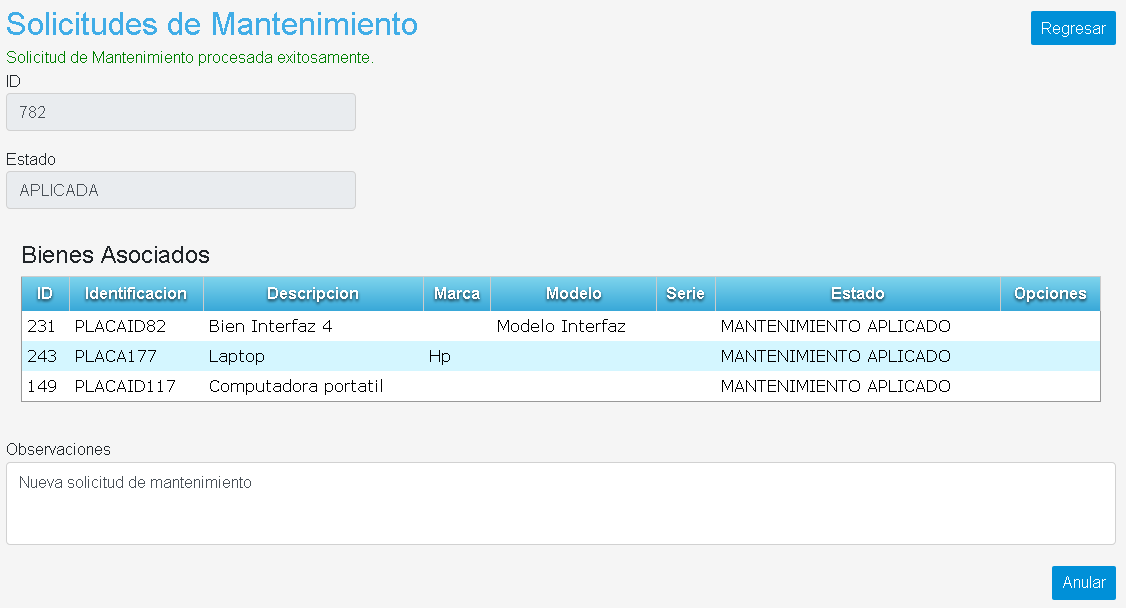 Solicitudes de Mantenimiento
Regresar
Solicitud de Mantenimiento procesada exitosamente.
ID
782
Estado
APLICADA
Bienes Asociados
ID Identificacion Descripcion Marca Modelo Serie Estado Opciones
231 PLACAID82 Bien Interfaz 4 Modelo Interfaz MANTENIMIENTO APLICADO
243 PLACA177 Laptop Hp MANTENIMIENTO APLICADO
149 PLACAID117 Computadora portatil MANTENIMIENTO APLICADO
Observaciones
Nueva solicitud de mantenimiento
Anular